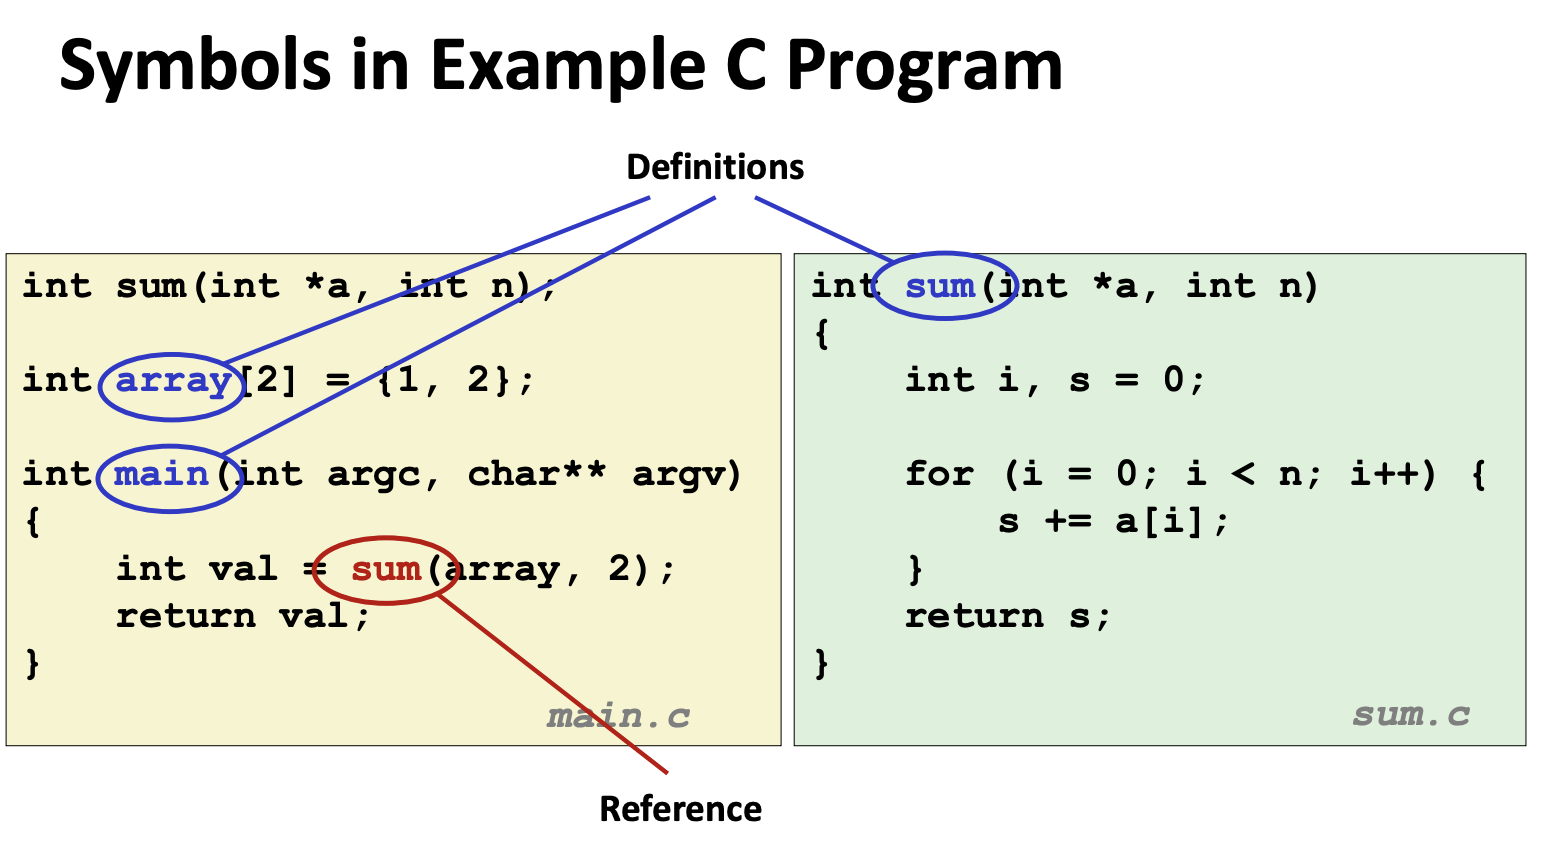 Symbols in Example C Program
Definitions
int sum(int *a, int n);
int array[2] = {1, 2};
int main(int argc, char** argv)
{
    int val = sum(array, 2);
    return val;
}
main.c
int sum(int *a, int n)
{
    int i, s = 0;
    for (i = 0; i < n; i++) {
        s += a[i];
    }
    return s;
}
sum.c
Reference